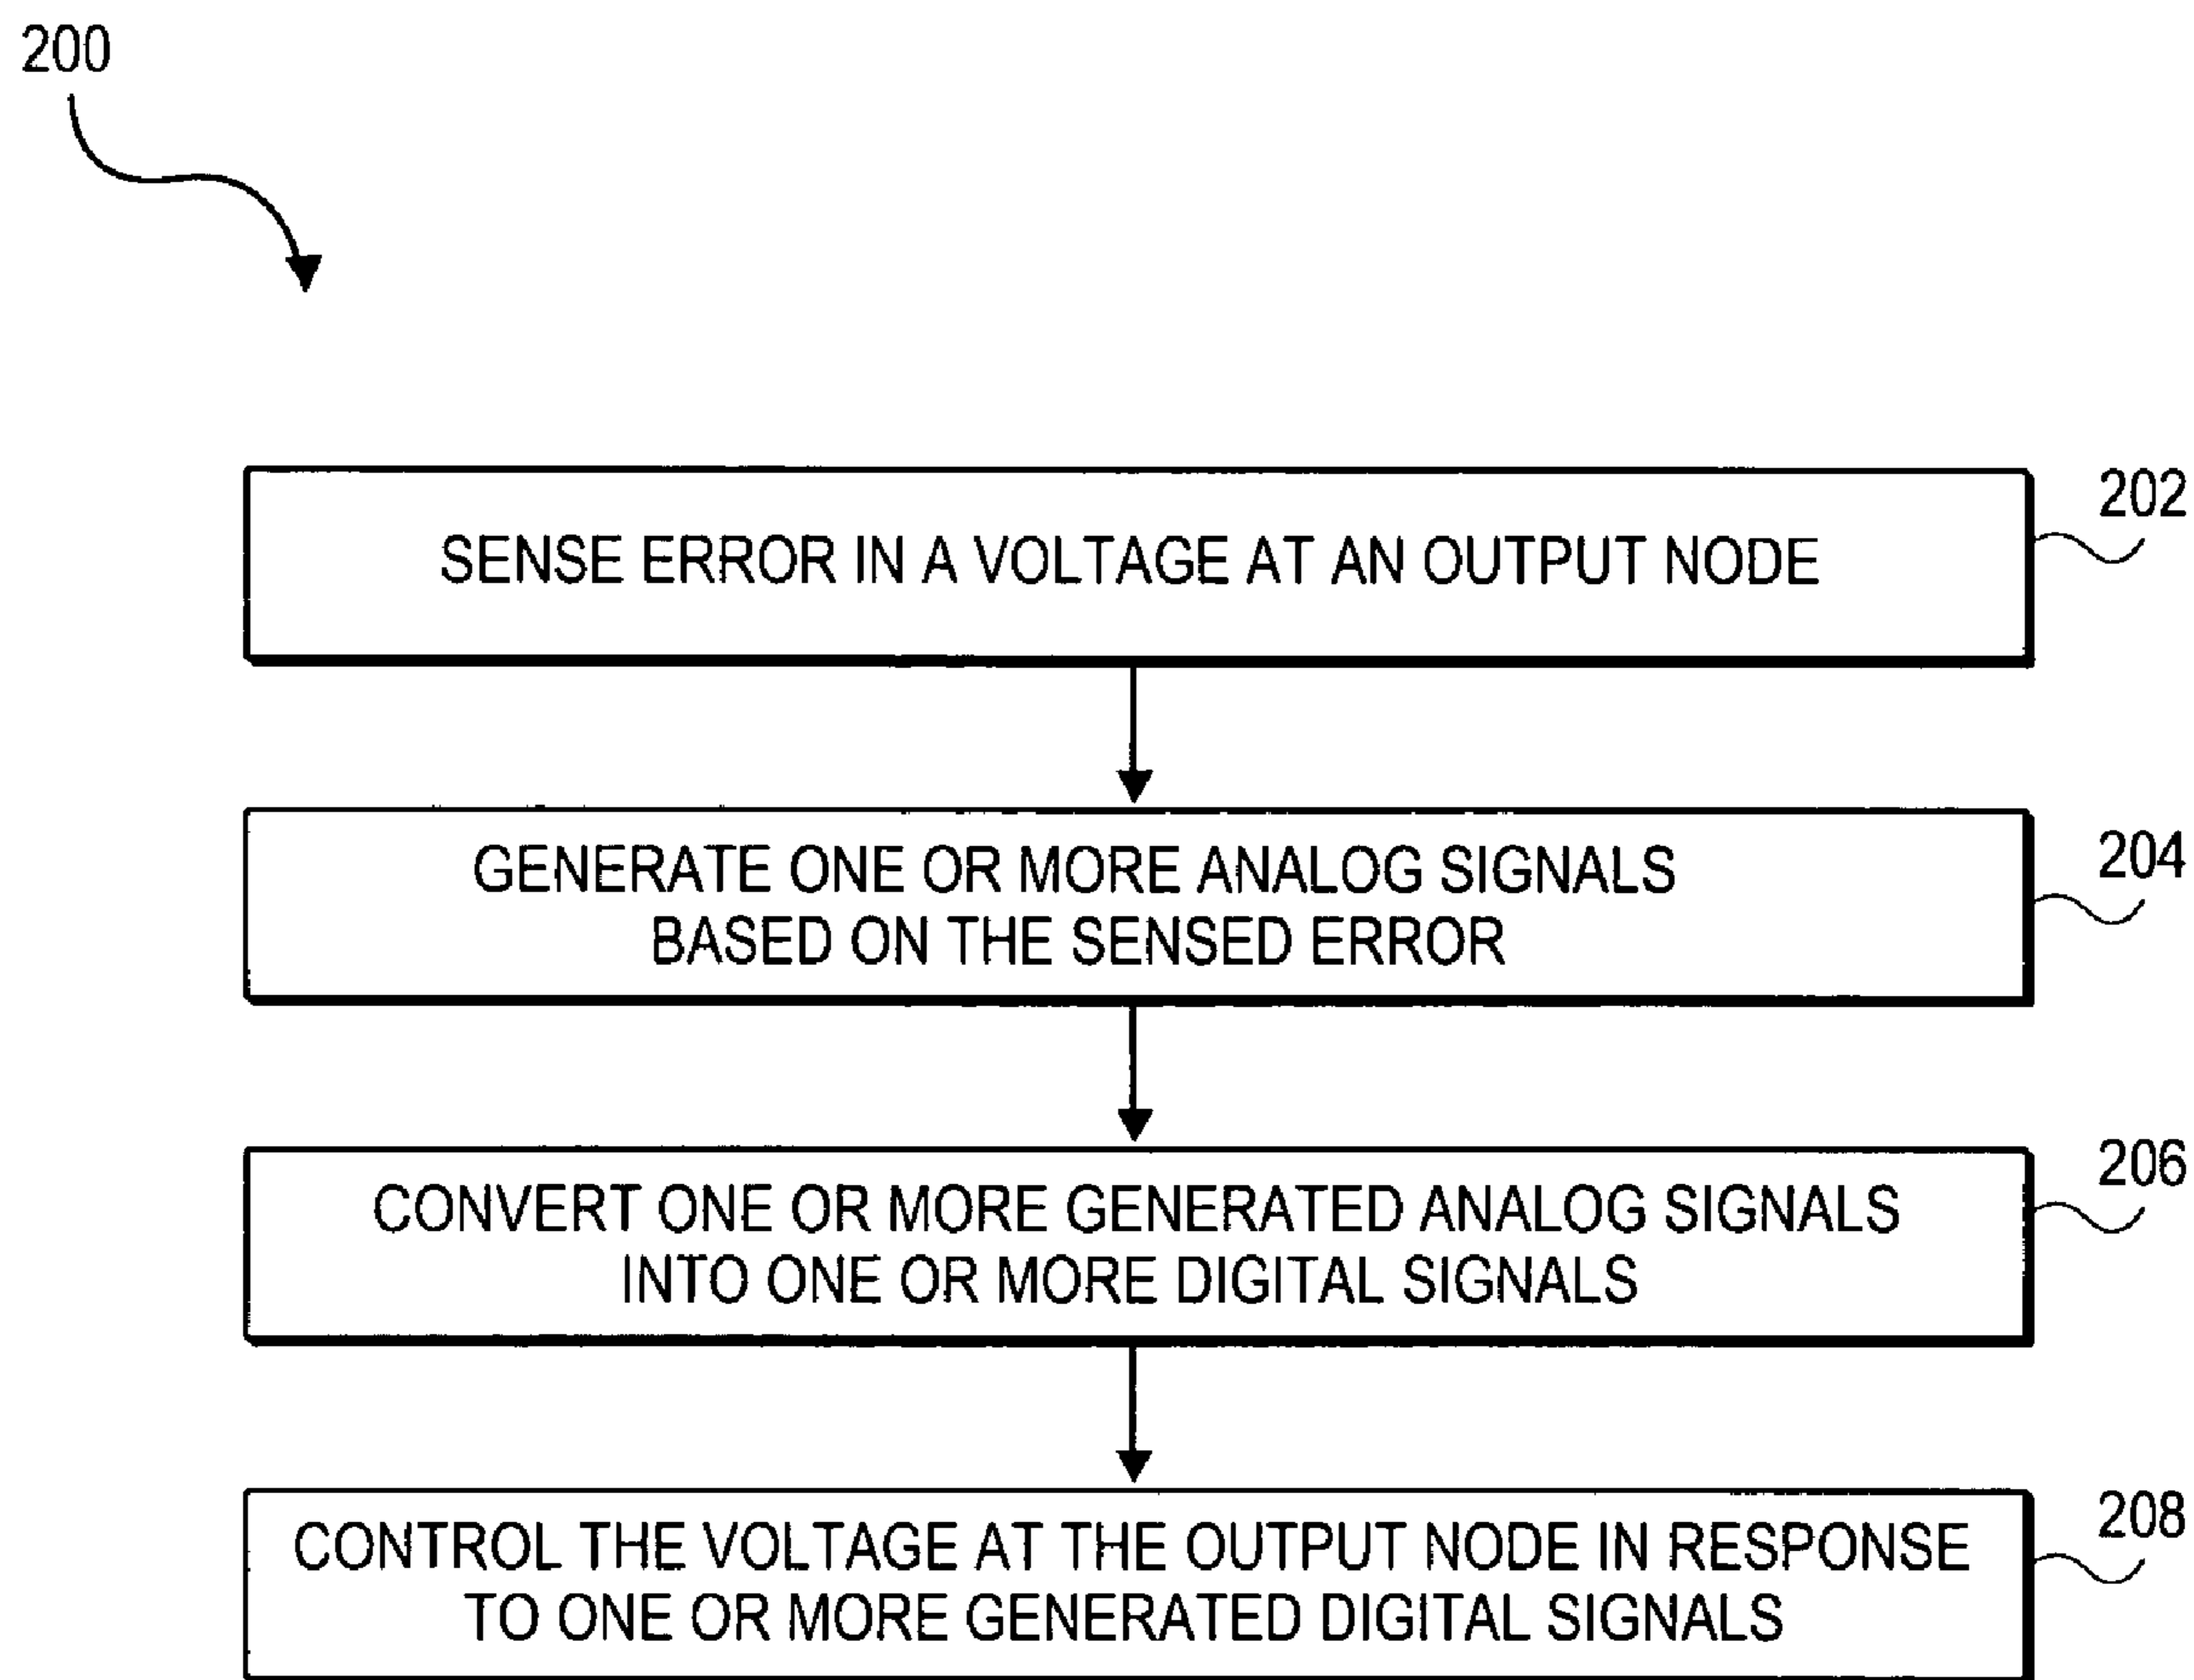 200
SENSE ERROR IN A VOLTAGE AT AN OUTPUT NODE
202
GENERATE ONE OR MORE ANALOG SIGNALS
BASED ON THE SENSED ERROR
204
CONVERT ONE OR MORE GENERATED ANALOG SIGNALS
INTO ONE OR MORE DIGITAL SIGNALS
206
CONTROL THE VOLTAGE AT THE OUTPUT NODE IN RESPONSE
TO ONE OR MORE GENERATED DIGITAL SIGNALS
208